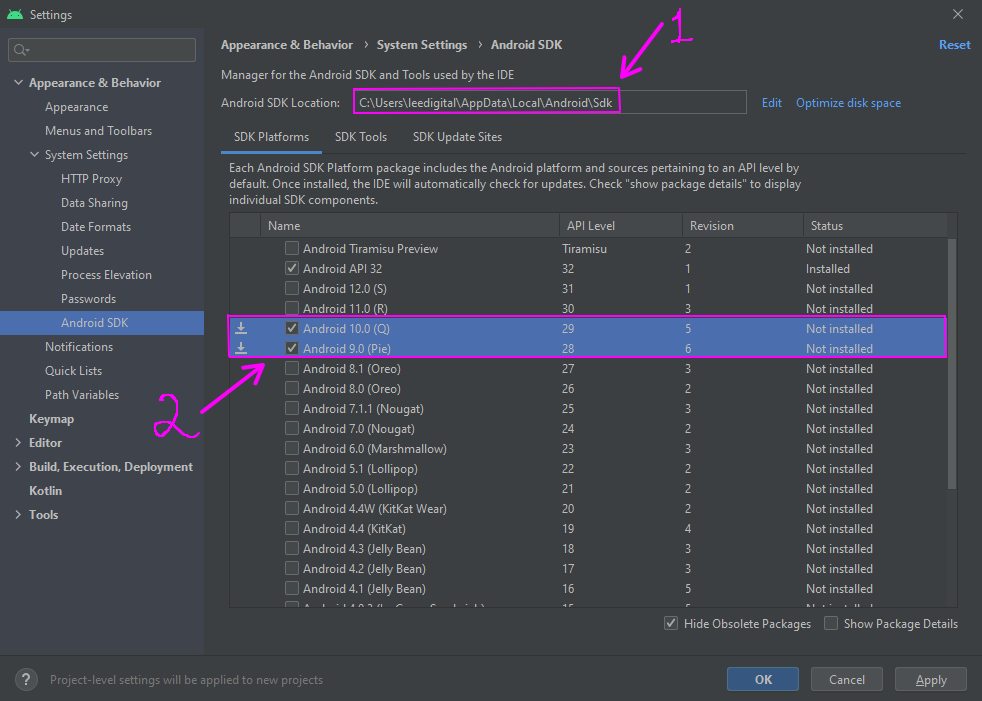 Settings
1
Appearance & Behavior › System Settings › Android SDK Reset
Manager for the Android SDK and Tools used by the IDE
Android SDK Location: C:\Users\leedigital\AppData\Local\Android\Sdk Edit Optimize disk space
Appearance & Behavior
Appearance
Menus and Toolbars
System Settings
HTTP Proxy
Data Sharing
Date Formats
Updates
Process Elevation
Passwords
Android SDK
Notifications
Quick Lists
Path Variables
Keymap
Editor
Build, Execution, Deployment
Kotlin
Tools
SDK Platforms SDK Tools SDK Update Sites
Each Android SDK Platform package includes the Android platform and sources pertaining to an API level by
default. Once installed, the IDE will automatically check for updates. Check "show package details" to display
individual SDK components.
Name API Level Revision Status
Android Tiramisu Preview Tiramisu 2 Not installed
Android API 32 32 1 Installed
Android 12.0 (S) 31 1 Not installed
Android 11.0 (R) 30 3 Not installed
Android 10.0 (Q) 29 5 Not installed
Android 9.0 (Pie) 28 6 Not installed
Android 8.1 (Oreo) 27 3 Not installed
Android 8.0 (Oreo) 26 2 Not installed
2
Android 7.1.1 (Nougat) 25 3 Not installed
Android 7.0 (Nougat) 24 2 Not installed
Android 6.0 (Marshmallow) 23 3 Not installed
Android 5.1 (Lollipop) 22 2 Not installed
Android 5.0 (Lollipop) 21 2 Not installed
Android 4.4W (KitKat Wear) 20 2 Not installed
Android 4.4 (KitKat) 19 4 Not installed
Android 4.3 (Jelly Bean) 18 3 Not installed
Android 4.2 (Jelly Bean) 17 3 Not installed
Android 4.1 (Jelly Bean) 16 5 Not installed
Hide Obsolete Packages Show Package Details
? Project-level settings will be applied to new projects
OK Cancel Apply